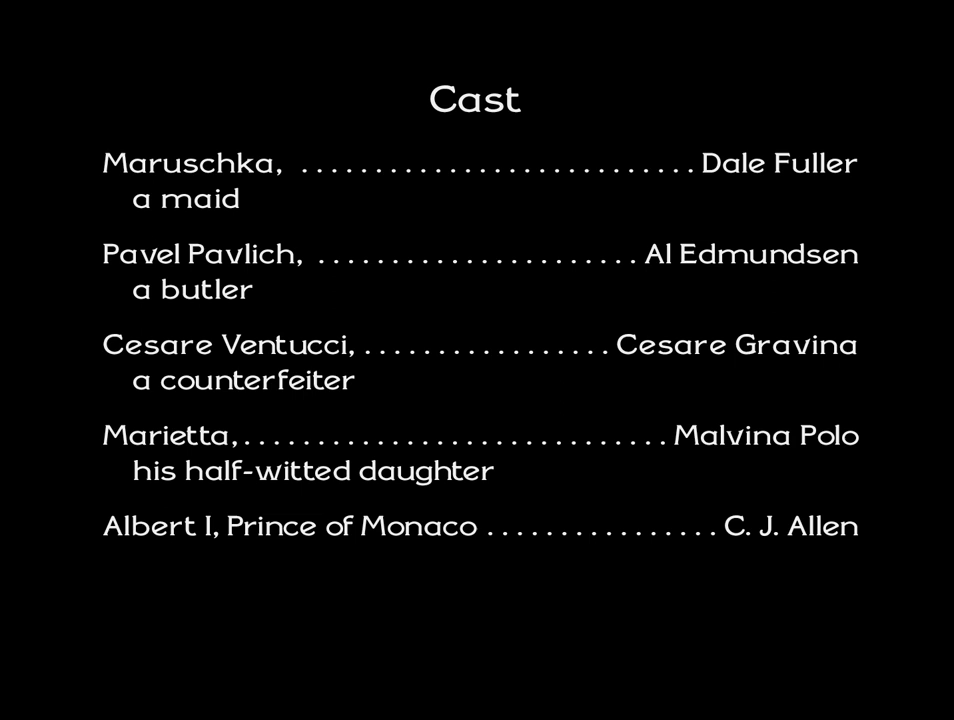 Cast
Maruschka, ........................... Dale Fuller
a maid
Pavel Pavlich, ...................... Al Edmundsen
a butler
Cesare Ventucci, ................. Cesare Gravina
a counterfeiter
Marietta, ............................. Malvina Polo
his half-witted daughter
Albert I, Prince of Monaco ................ C. J. Allen